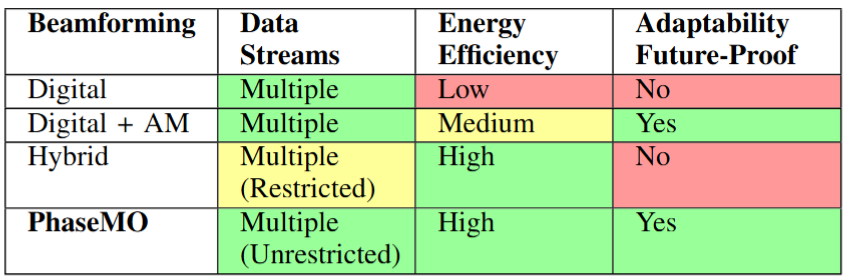 Beamforming Data Energy Adaptability
Streams Efficiency Future-Proof
Digital Multiple Low No
Digital + AM Multiple Medium Yes
Hybrid Multiple High No
(Restricted)
PhaseMO Multiple High Yes
(Unrestricted)